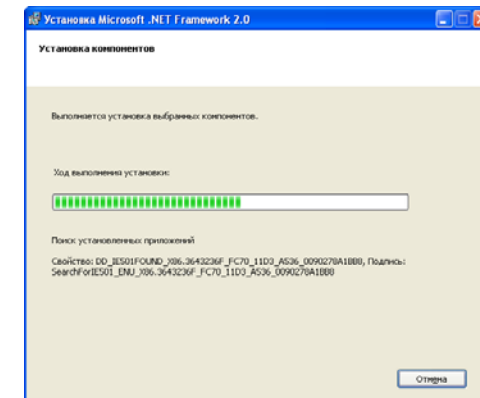 Установка Microsoft .NET Framework 2.0
Установка компонентов
Выполняется установка выбранных компонентов.
Ход выполнения установки:
Поиск установленных приложений
Свойство: DD_IE501FOUND_X86.3643236F_FC70_11D3_A536_0090278A1BB8, Подпись:
SearchForIE501_ENU_X86.3643236F_FC70_11D3_A536_0090278A1BB8
Отмена